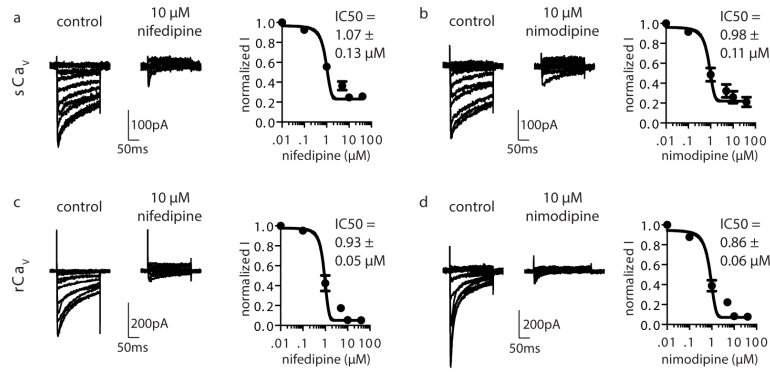 a
control
10 µM
nifedipine
sCaV
100pA
50ms
normalized I
1.0
0.8
0.6
0.4
0.2
0.0
.01 .1 1 10 100
nifedipine (µM)
IC50 =
1.07 ±
0.13 µM
b
control
10 µM
nimodipine
100pA
50ms
normalized I
1.0
0.8
0.6
0.4
0.2
0.0
.01 .1 1 10 100
nimodipine (µM)
IC50 =
0.98 ±
0.11 µM
c
control
10 µM
nifedipine
rCaV
200pA
50ms
normalized I
1.0
0.8
0.6
0.4
0.2
0.0
.01 .1 1 10 100
nifedipine (µM)
IC50 =
0.93 ±
0.05 µM
d
control
10 µM
nimodipine
200pA
50ms
normalized I
1.0
0.8
0.6
0.4
0.2
0.0
.01 .1 1 10 100
nimodipine (µM)
IC50 =
0.86 ±
0.06 µM